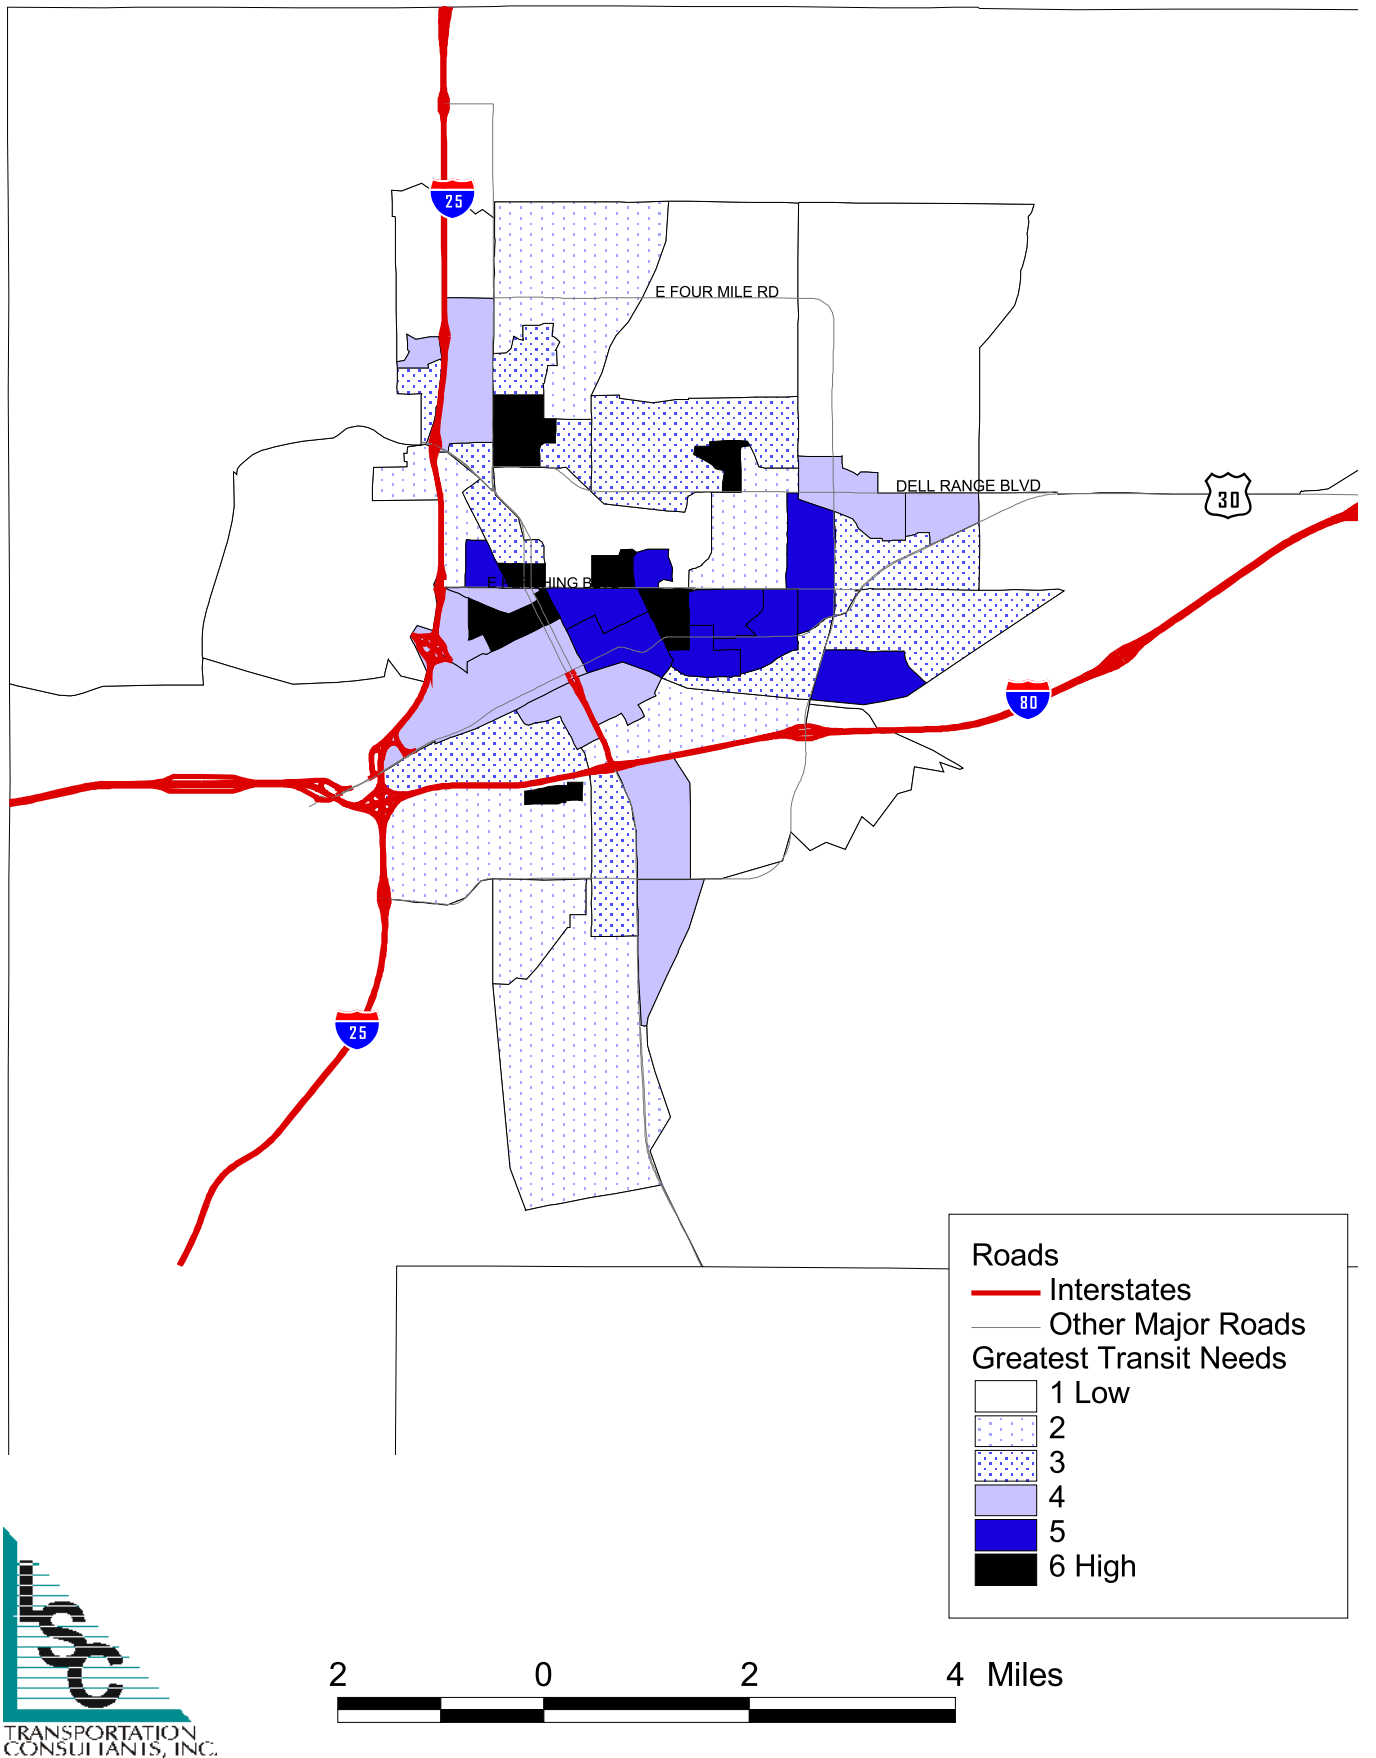 25
E FOUR MILE RD
DELL RANGE BLVD
30
80
25
Roads
Interstates
Other Major Roads
Greatest Transit Needs
1 Low
2
3
4
5
6 High
2 0 2 4 Miles
LSC
TRANSPORTATION
CONSULTANTS, INC.